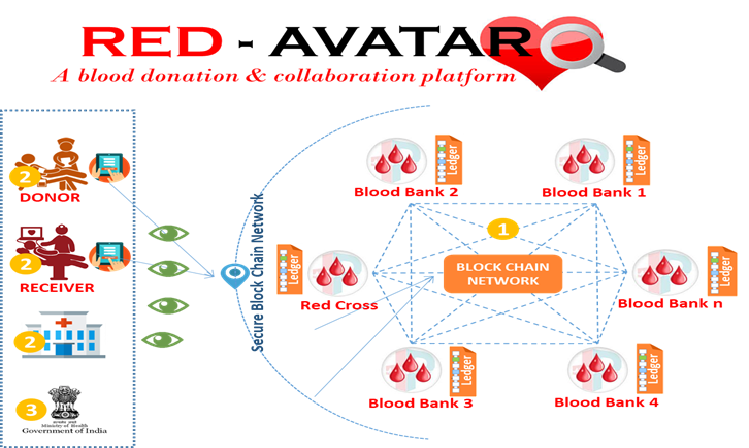 RED - AVATAR
A blood donation & collaboration platform
2
DONOR
2
RECEIVER
2
3
Ministry of Health
Government of India
Secure Block Chain Network
Ledger
Red Cross
Ledger
Blood Bank 2
Ledger
Blood Bank 1
1
BLOCK CHAIN
NETWORK
Ledger
Blood Bank n
Ledger
Blood Bank 3
Ledger
Blood Bank 4